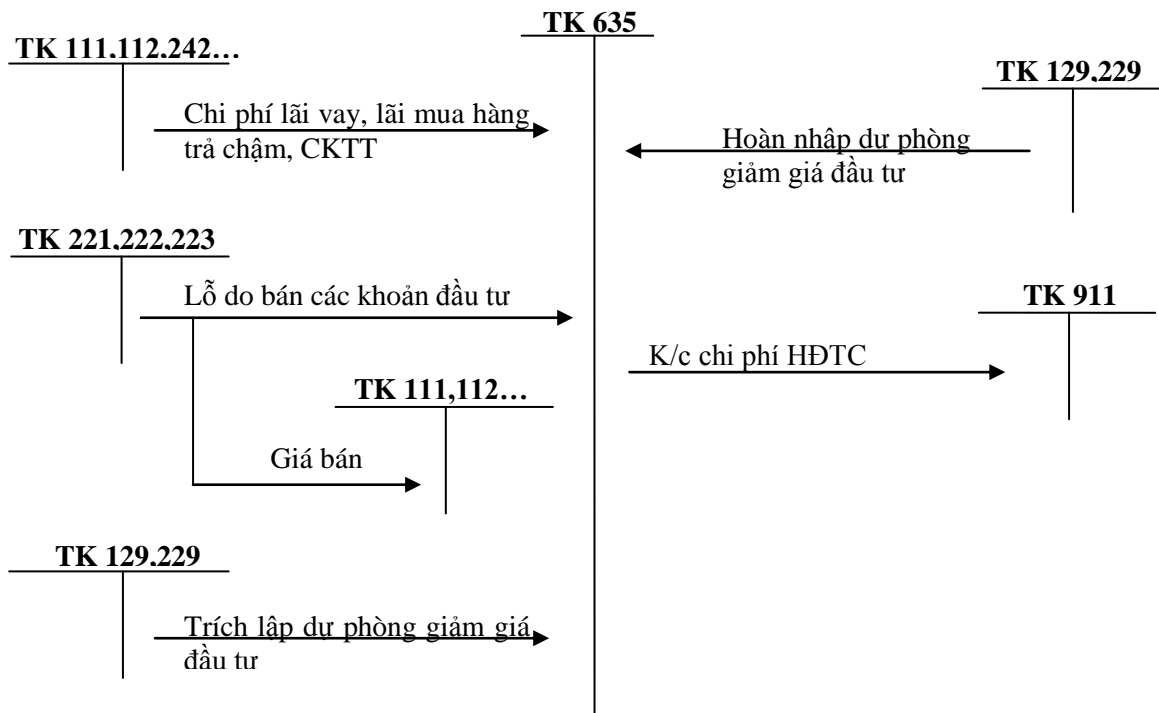 TK 635
TK 111,112,242…
TK 129,229
Chi phí lãi vay, lãi mua hàng
trả chậm, CKTT
Hoàn nhập dự phòng
giảm giá đầu tư
TK 221,222,223
Lỗ do bán các khoản đầu tư
TK 911
K/c chi phí HĐTC
TK 111,112…
Giá bán
TK 129,229
Trích lập dự phòng giảm giá
đầu tư